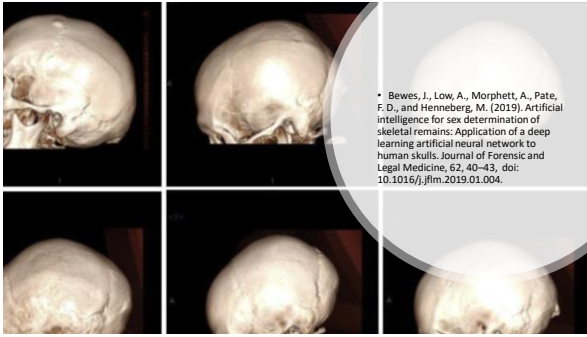 • Bewes, J., Low, A., Morphett, A., Pate,
F. D., and Henneberg, M. (2019). Artificial
intelligence for sex determination of
skeletal remains: Application of a deep
learning artificial neural network to
human skulls. Journal of Forensic and
Legal Medicine, 62, 40–43, doi:
10.1016/j.jflm.2019.01.004.